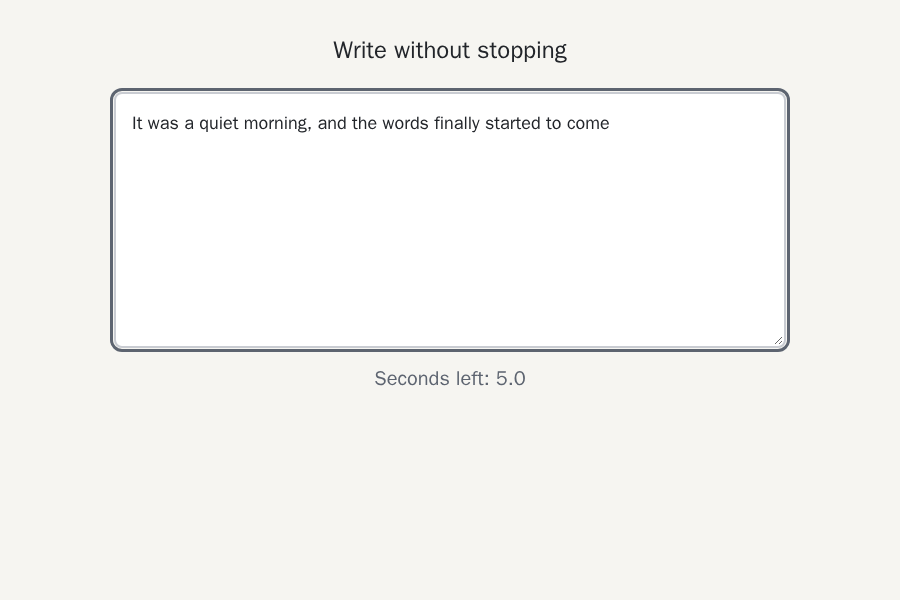 Write without stopping
It was a quiet morning, and the words finally started to come
Seconds left: 5.0